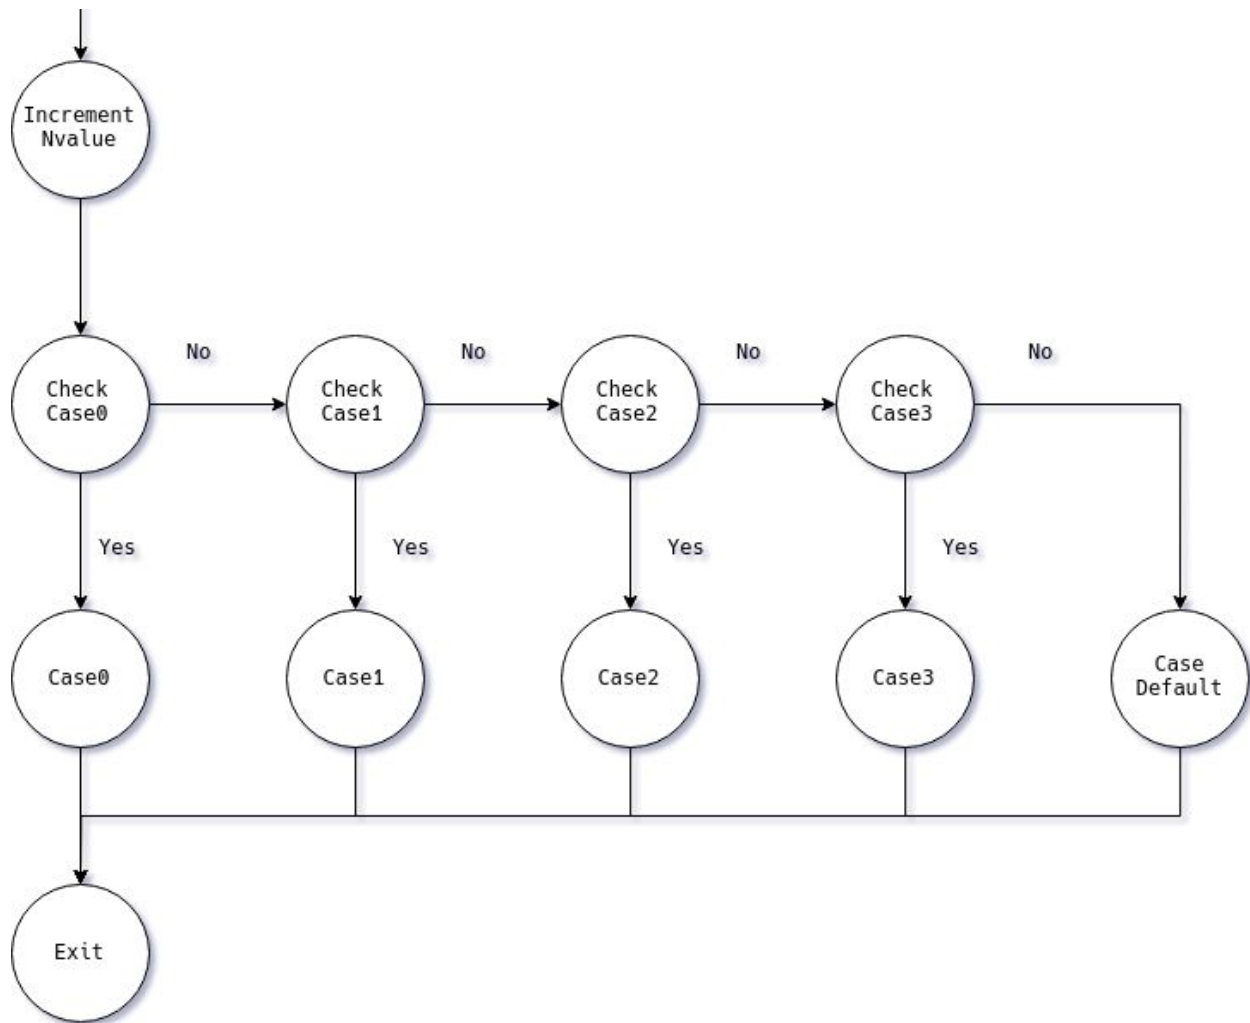 Increment
Nvalue
No
No
No
No
Check
Case0
Check
Case1
Check
Case2
Check
Case3
Yes
Yes
Yes
Yes
Case0
Case1
Case2
Case3
Case
Default
Exit